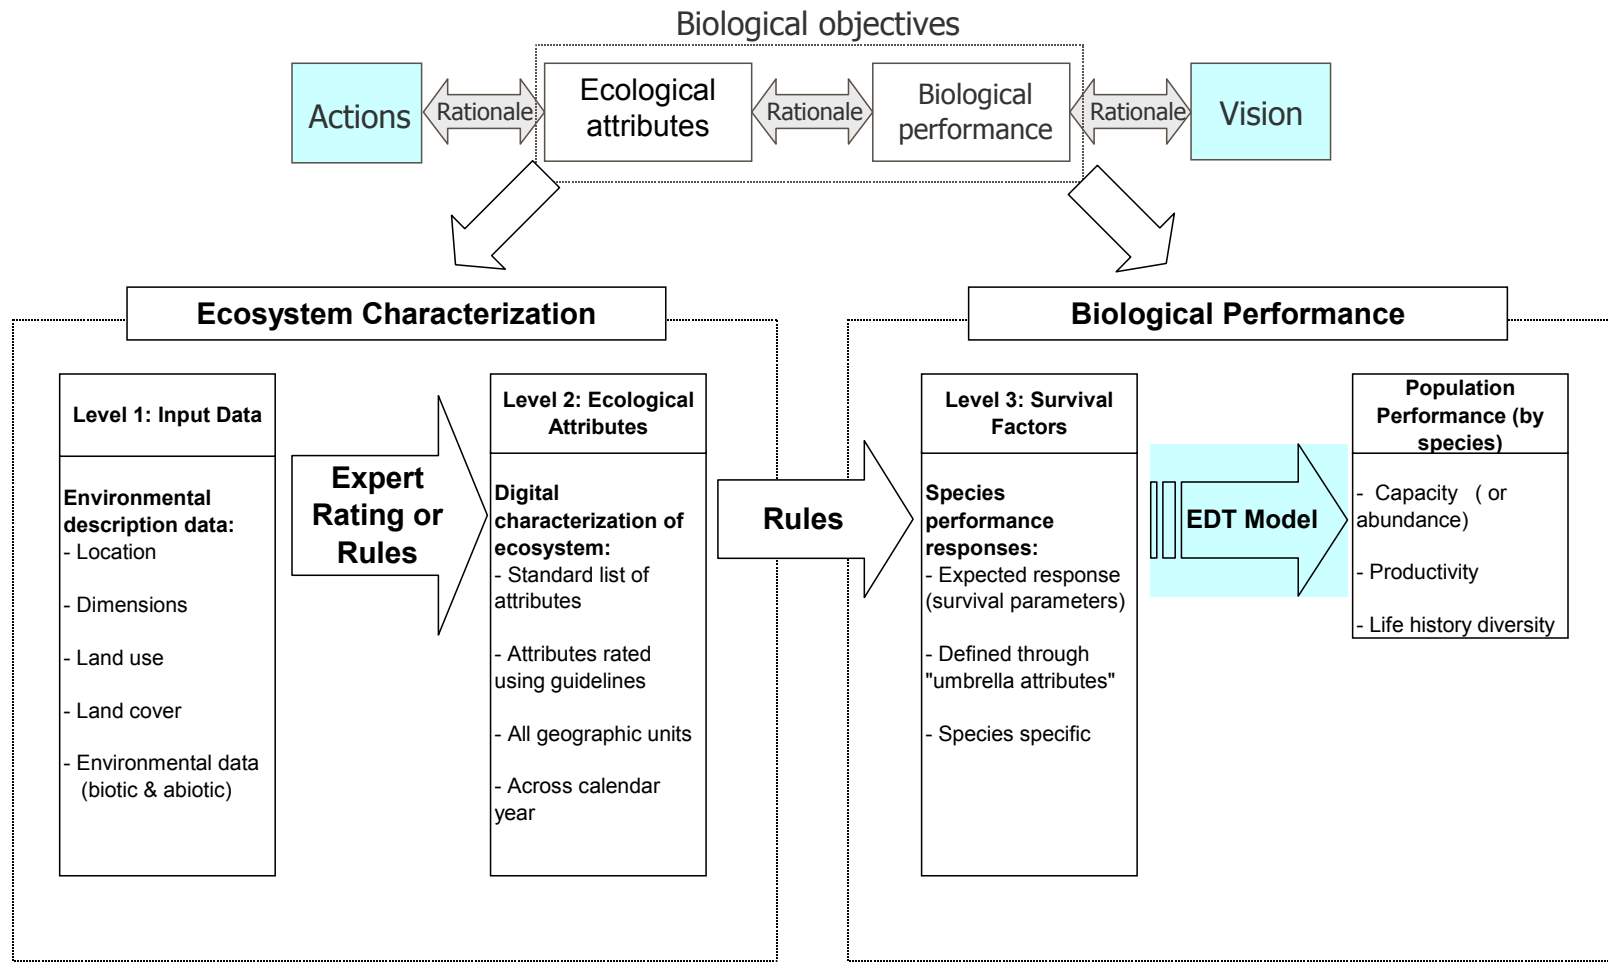 Biological objectives
Actions
Rationale
Ecological
attributes
Rationale
Biological
performance
Rationale
Vision
Ecosystem Characterization
Biological Performance
Level 1: Input Data
Environmental
description data:
- Location
- Dimensions
- Land use
- Land cover
- Environmental data
(biotic & abiotic)
Expert
Rating or
Rules
Level 2: Ecological
Attributes
Digital
characterization of
ecosystem:
- Standard list of
attributes
- Attributes rated
using guidelines
- All geographic units
- Across calendar
year
Rules
Level 3: Survival
Factors
Species
performance
responses:
- Expected response
(survival parameters)
- Defined through
"umbrella attributes"
- Species specific
EDT Model
Population
Performance (by
species)
- Capacity ( or
abundance)
- Productivity
- Life history diversity